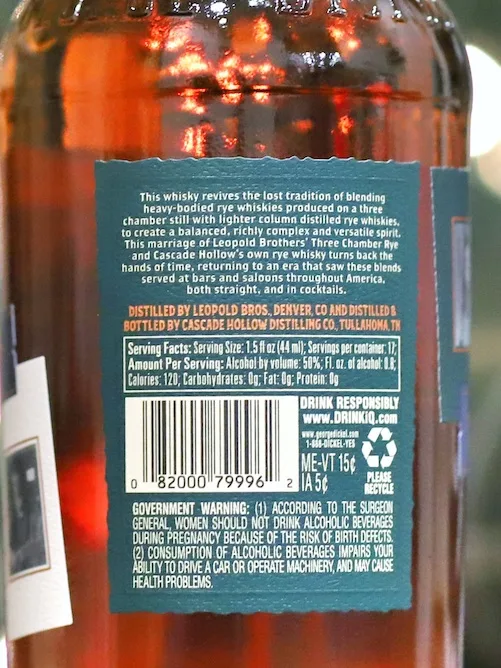 This whisky revives the lost tradition of blending
heavy-bodied rye whiskies produced on a three
chamber still with lighter column distilled rye whiskies,
to create a balanced, richly complex and versatile spirit.
This marriage of Leopold Brothers' Three Chamber Rye
and Cascade Hollow's own rye whisky turns back the
hands of time, returning to an era that saw these blends
served at bars and saloons throughout America,
both straight, and in cocktails.
DISTILLED BY LEOPOLD BROS. DENVER, CO AND DISTILLED &
BOTTLED BY CASCADE HOLLOW DISTILLING CO. TULLAHOMA, TN
Serving Facts: Serving Size: 1.5 fl oz (44 ml); Servings per container: 17;
Amount Per Serving: Alcohol by volume: 50%; Fl. oz. of alcohol: 0.8;
Calories: 120; Carbohydrates: 0g; Fat: 0g; Protein: 0g
DRINK RESPONSIBLY
www.DRINKiQ.com
www.georgedickel.com
1-888-DICKEL-YES
ME-VT 15¢
IA 5¢
PLEASE
RECYCLE
0 82000 79996 2
GOVERNMENT WARNING: (1) ACCORDING TO THE SURGEON
GENERAL, WOMEN SHOULD NOT DRINK ALCOHOLIC BEVERAGES
DURING PREGNANCY BECAUSE OF THE RISK OF BIRTH DEFECTS.
(2) CONSUMPTION OF ALCOHOLIC BEVERAGES IMPAIRS YOUR
ABILITY TO DRIVE A CAR OR OPERATE MACHINERY, AND MAY CAUSE
HEALTH PROBLEMS.